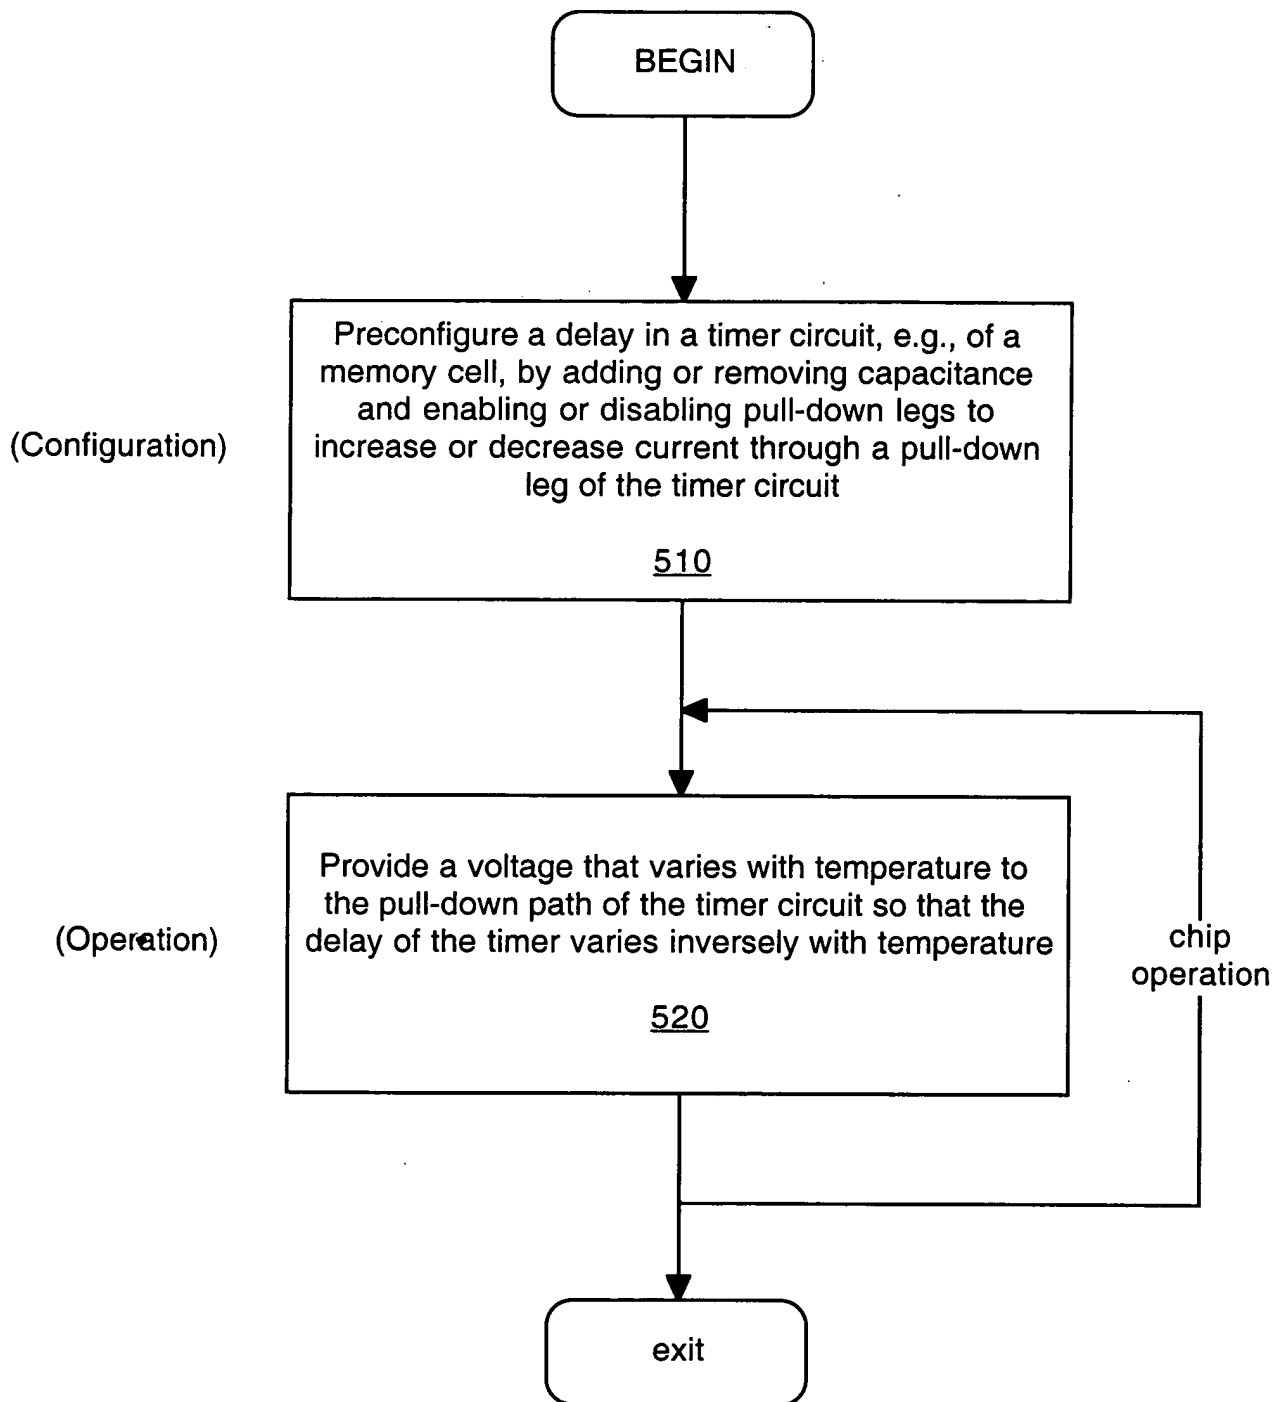 BEGIN
Preconfigure a delay in a timer circuit, e.g., of a
memory cell, by adding or removing capacitance
and enabling or disabling pull-down legs to
increase or decrease current through a pull-down
leg of the timer circuit
510
(Configuration)
Provide a voltage that varies with temperature to
the pull-down path of the timer circuit so that the
delay of the timer varies inversely with temperature
520
(Operation)
chip
operation
exit